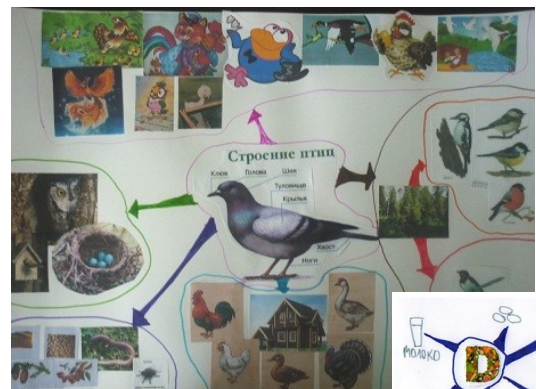 Строение птиц
Клюв Голова Шея
Туловище
Крылья
Хвост
Ноги
МОЛОКО
D